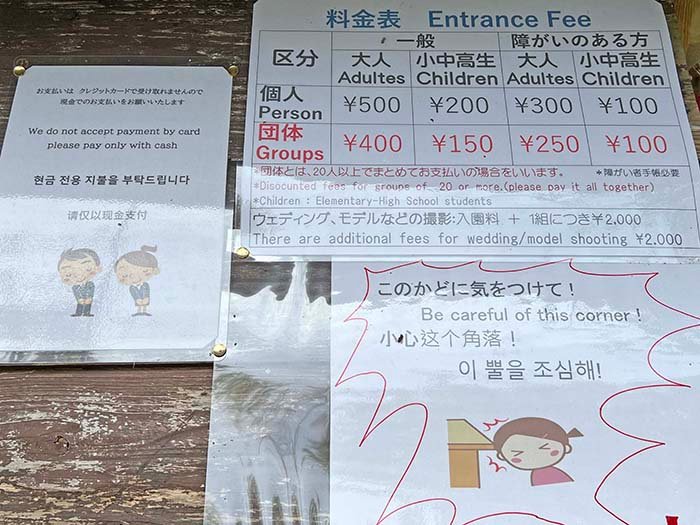 お支払いは クレジットカードで受け取れませんので
現金でのお支払いをお願いいたします
We do not accept payment by card
please pay only with cash
현금 전용 지불을 부탁드립니다
请仅以现金支付
料金表 Entrance Fee
区分 一般 障がいのある方
大人 Adultes 小中高生 Children 大人 Adultes 小中高生 Children
個人 Person ¥500 ¥200 ¥300 ¥100
団体 Groups ¥400 ¥150 ¥250 ¥100
*団体とは、20人以上でまとめてお支払いの場合をいいます。 *障がい者手帳必要
*Disocunted fees for groups of 20 or more.(please pay it all together)
*Children : Elementary-High School students
ウェディング、モデルなどの撮影:入園料 + 1組につき¥2,000
There are additional fees for wedding/model shooting ¥2,000
このかどに気をつけて!
Be careful of this corner!
小心这个角落!
이 뿔을 조심해!